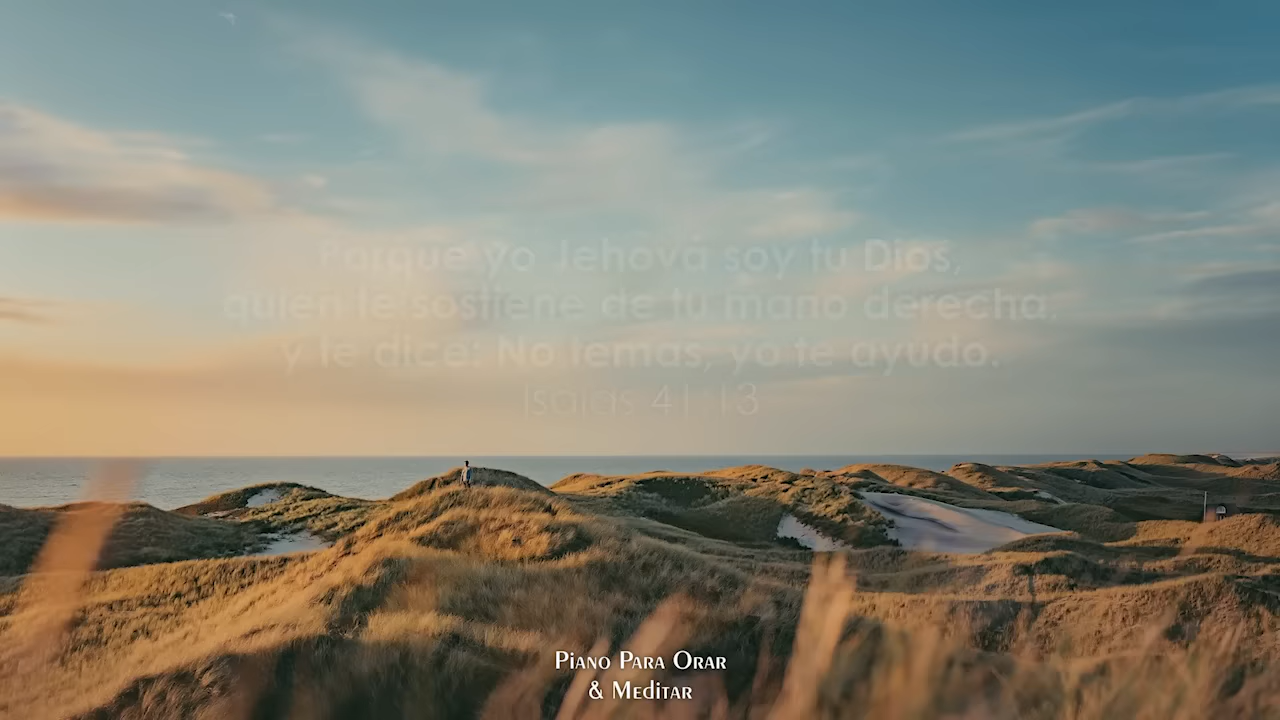 Porque yo Jehová soy tu Dios,
quien te sostiene de tu mano derecha,
y te dice: No temas, yo te ayudo.
Isaías 41 :13
Piano Para Orar
& Meditar